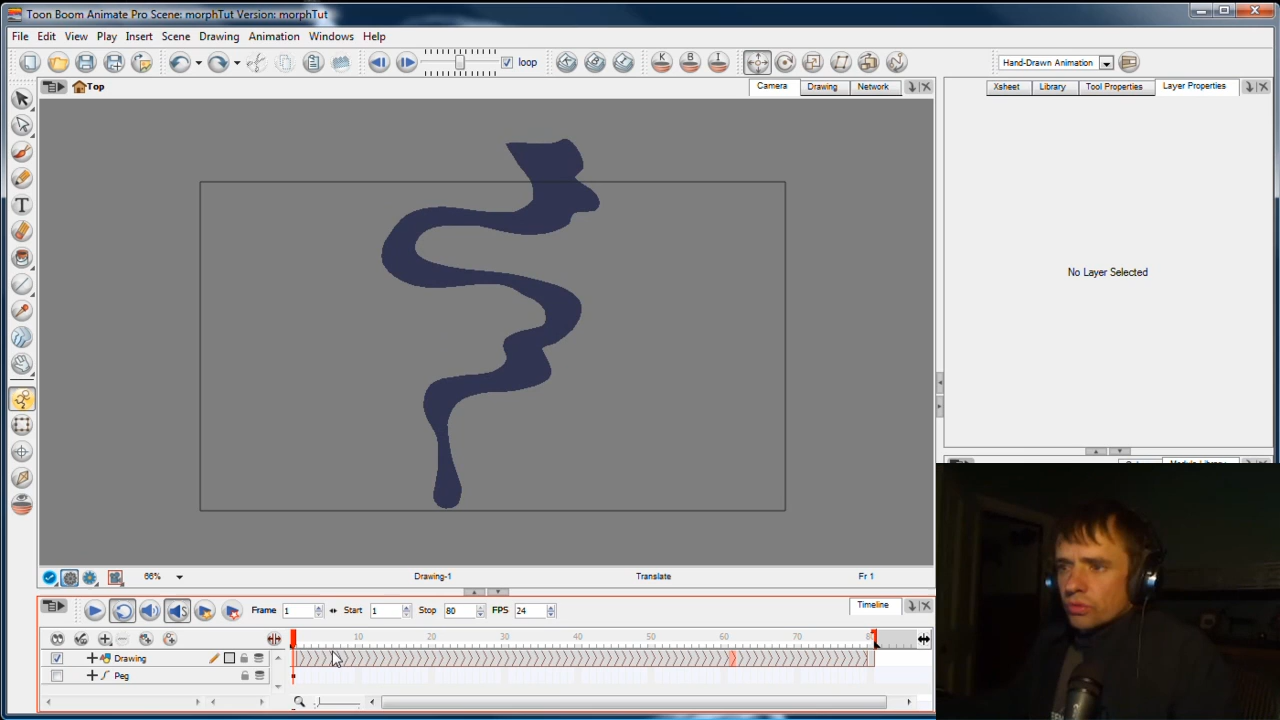 Toon Boom Animate Pro Scene: morphTut Version: morphTut
File Edit View Play Insert Scene Drawing Animation Windows Help
loop K B I Hand-Drawn Animation
Top Camera Drawing Network Xsheet Library Tool Properties Layer Properties
T
No Layer Selected
66% Drawing-1 Translate Fr 1
Frame 1 Start 1 Stop 80 FPS 24 Timeline
10 20 30 40 50 60 70
Drawing
Peg